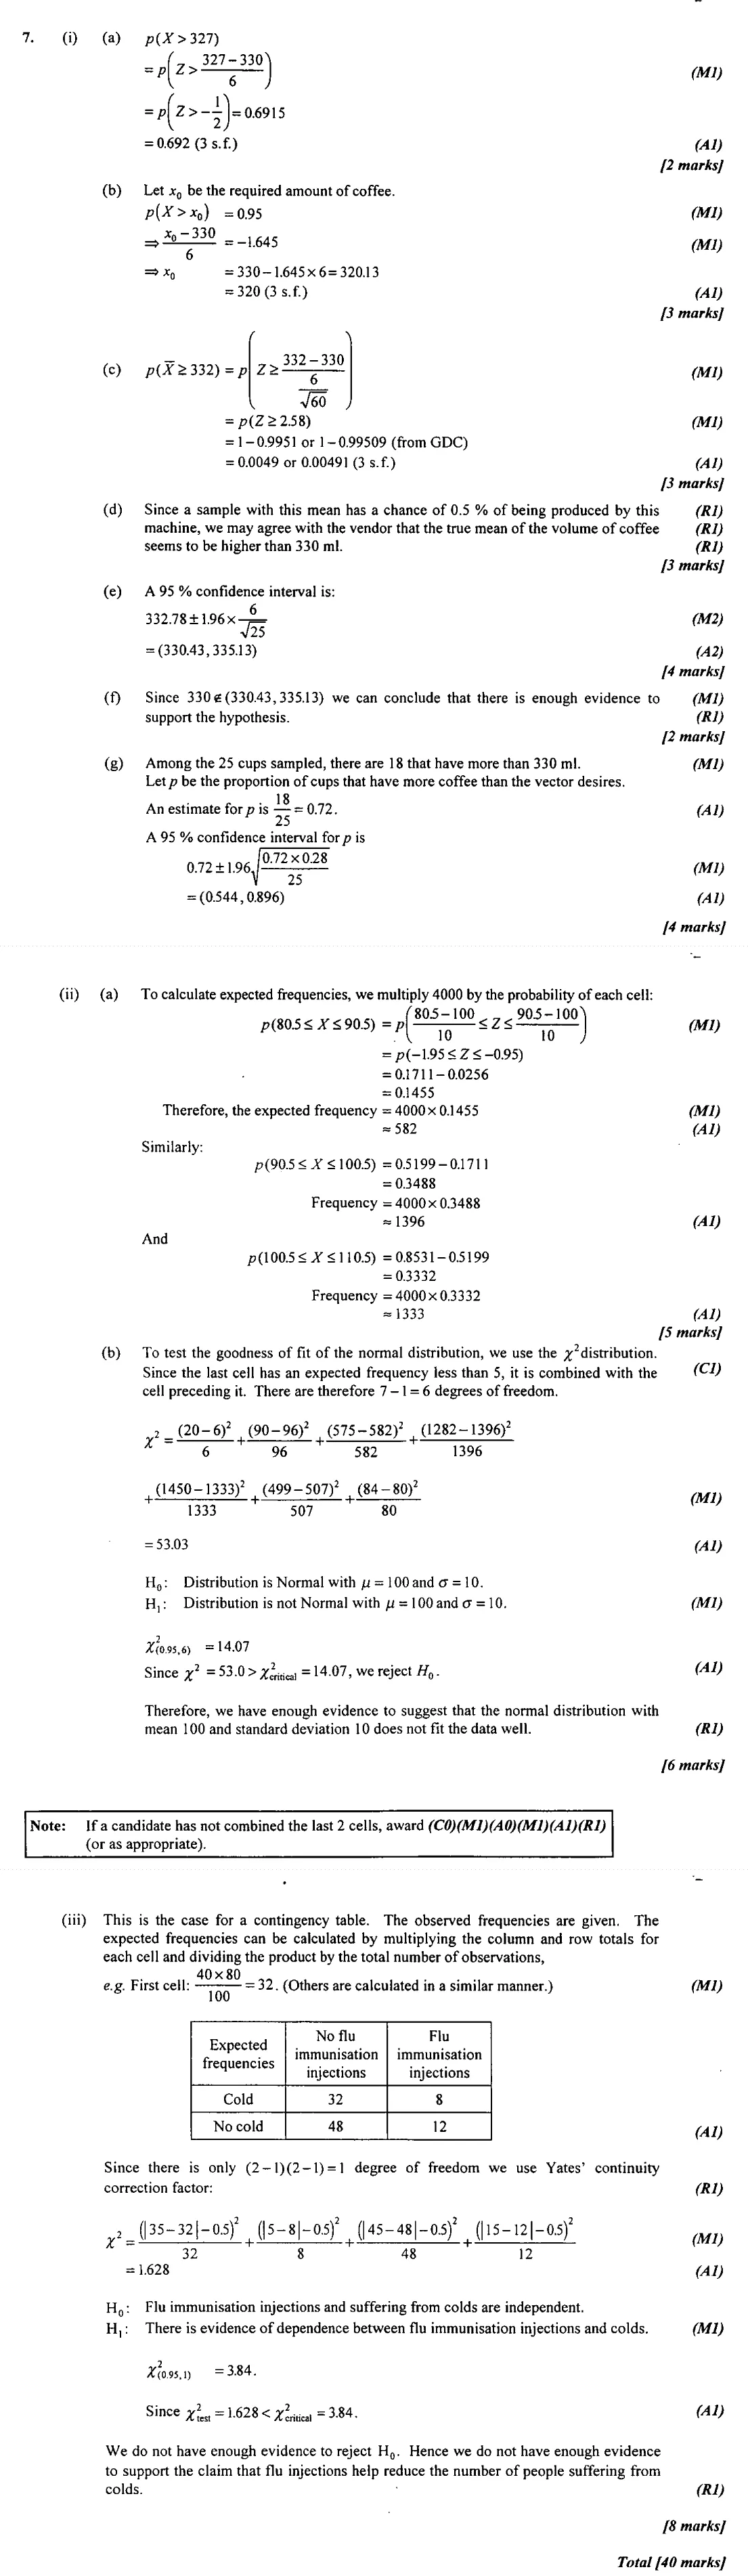 7. (i) (a) p(X > 327)
= p(Z > (327 − 330)/6) (M1)
= p(Z > −1/2) = 0.6915
= 0.692 (3 s.f.) (A1)
[2 marks]
(b) Let x₀ be the required amount of coffee.
p(X > x₀) = 0.95 (M1)
⇒ (x₀ − 330)/6 = −1.645 (M1)
⇒ x₀ = 330 − 1.645 × 6 = 320.13
= 320 (3 s.f.) (A1)
[3 marks]
(c) p(X̄ ≥ 332) = p(Z ≥ (332 − 330)/(6/√60)) (M1)
= p(Z ≥ 2.58) (M1)
= 1 − 0.9951 or 1 − 0.99509 (from GDC)
= 0.0049 or 0.00491 (3 s.f.) (A1)
[3 marks]
(d) Since a sample with this mean has a chance of 0.5 % of being produced by this (R1)
machine, we may agree with the vendor that the true mean of the volume of coffee (R1)
seems to be higher than 330 ml. (R1)
[3 marks]
(e) A 95 % confidence interval is:
332.78 ± 1.96 × 6/√25 (M2)
= (330.43, 335.13) (A2)
[4 marks]
(f) Since 330 ∉ (330.43, 335.13) we can conclude that there is enough evidence to (M1)
support the hypothesis. (R1)
[2 marks]
(g) Among the 25 cups sampled, there are 18 that have more than 330 ml. (M1)
Let p be the proportion of cups that have more coffee than the vector desires.
An estimate for p is 18/25 = 0.72. (A1)
A 95 % confidence interval for p is
0.72 ± 1.96√((0.72 × 0.28)/25) (M1)
= (0.544, 0.896) (A1)
[4 marks]
(ii) (a) To calculate expected frequencies, we multiply 4000 by the probability of each cell:
p(80.5 ≤ X ≤ 90.5) = p((80.5 − 100)/10 ≤ Z ≤ (90.5 − 100)/10) (M1)
= p(−1.95 ≤ Z ≤ −0.95)
= 0.1711 − 0.0256
= 0.1455
Therefore, the expected frequency = 4000 × 0.1455 (M1)
≈ 582 (A1)
Similarly:
p(90.5 ≤ X ≤ 100.5) = 0.5199 − 0.1711
= 0.3488
Frequency = 4000 × 0.3488
≈ 1396 (A1)
And
p(100.5 ≤ X ≤ 110.5) = 0.8531 − 0.5199
= 0.3332
Frequency = 4000 × 0.3332
≈ 1333 (A1)
[5 marks]
(b) To test the goodness of fit of the normal distribution, we use the χ² distribution.
Since the last cell has an expected frequency less than 5, it is combined with the (C1)
cell preceding it. There are therefore 7 − 1 = 6 degrees of freedom.
χ² = (20 − 6)²/6 + (90 − 96)²/96 + (575 − 582)²/582 + (1282 − 1396)²/1396
+ (1450 − 1333)²/1333 + (499 − 507)²/507 + (84 − 80)²/80 (M1)
= 53.03 (A1)
H₀: Distribution is Normal with μ = 100 and σ = 10.
H₁: Distribution is not Normal with μ = 100 and σ = 10. (M1)
χ²(0.95, 6) = 14.07
Since χ² = 53.0 > χ²critical = 14.07, we reject H₀. (A1)
Therefore, we have enough evidence to suggest that the normal distribution with
mean 100 and standard deviation 10 does not fit the data well. (R1)
[6 marks]
Note: If a candidate has not combined the last 2 cells, award (C0)(M1)(A0)(M1)(A1)(R1)
(or as appropriate).
(iii) This is the case for a contingency table. The observed frequencies are given. The
expected frequencies can be calculated by multiplying the column and row totals for
each cell and dividing the product by the total number of observations,
e.g. First cell: (40 × 80)/100 = 32. (Others are calculated in a similar manner.) (M1)
Expected frequencies | No flu immunisation injections | Flu immunisation injections
Cold | 32 | 8
No cold | 48 | 12
(A1)
Since there is only (2 − 1)(2 − 1) = 1 degree of freedom we use Yates' continuity
correction factor: (R1)
χ² = (|35 − 32| − 0.5)²/32 + (|5 − 8| − 0.5)²/8 + (|45 − 48| − 0.5)²/48 + (|15 − 12| − 0.5)²/12 (M1)
= 1.628 (A1)
H₀: Flu immunisation injections and suffering from colds are independent.
H₁: There is evidence of dependence between flu immunisation injections and colds. (M1)
χ²(0.95, 1) = 3.84.
Since χ²test = 1.628 < χ²critical = 3.84. (A1)
We do not have enough evidence to reject H₀. Hence we do not have enough evidence
to support the claim that flu injections help reduce the number of people suffering from
colds. (R1)
[8 marks]
Total [40 marks]